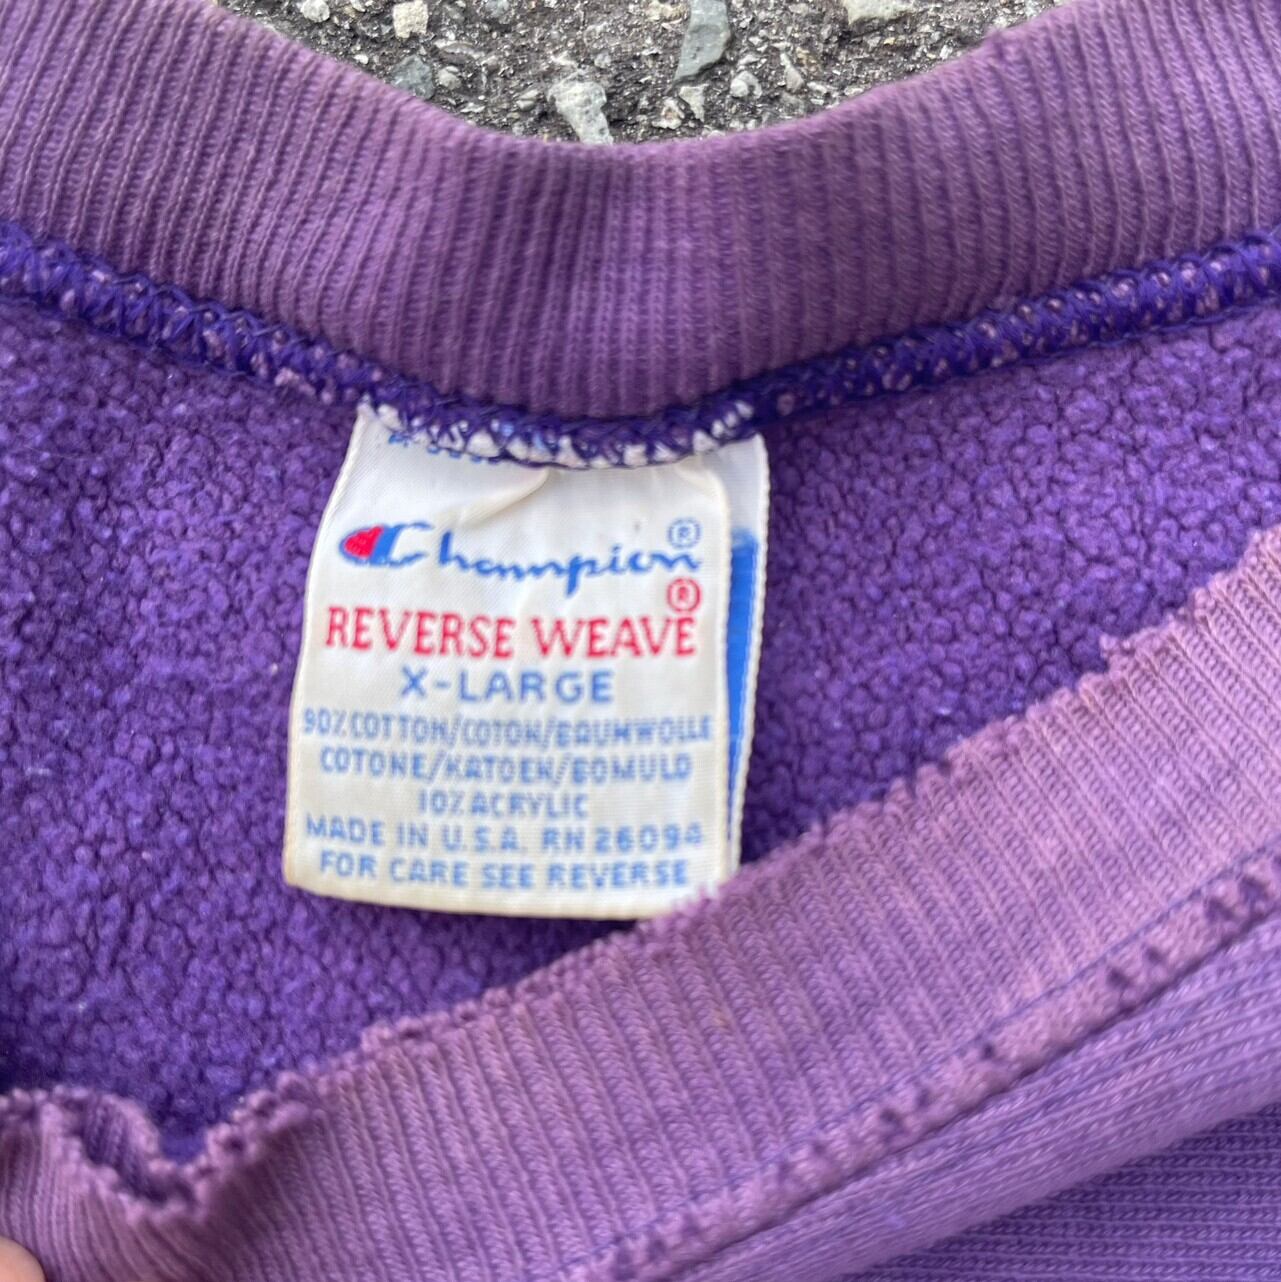 Champion®
REVERSE WEAVE®
X-LARGE
90% COTTON/COTON/BAUMWOLLE
COTONE/KATOEN/BOMULD
10% ACRYLIC
MADE IN U.S.A. RN 26094
FOR CARE SEE REVERSE